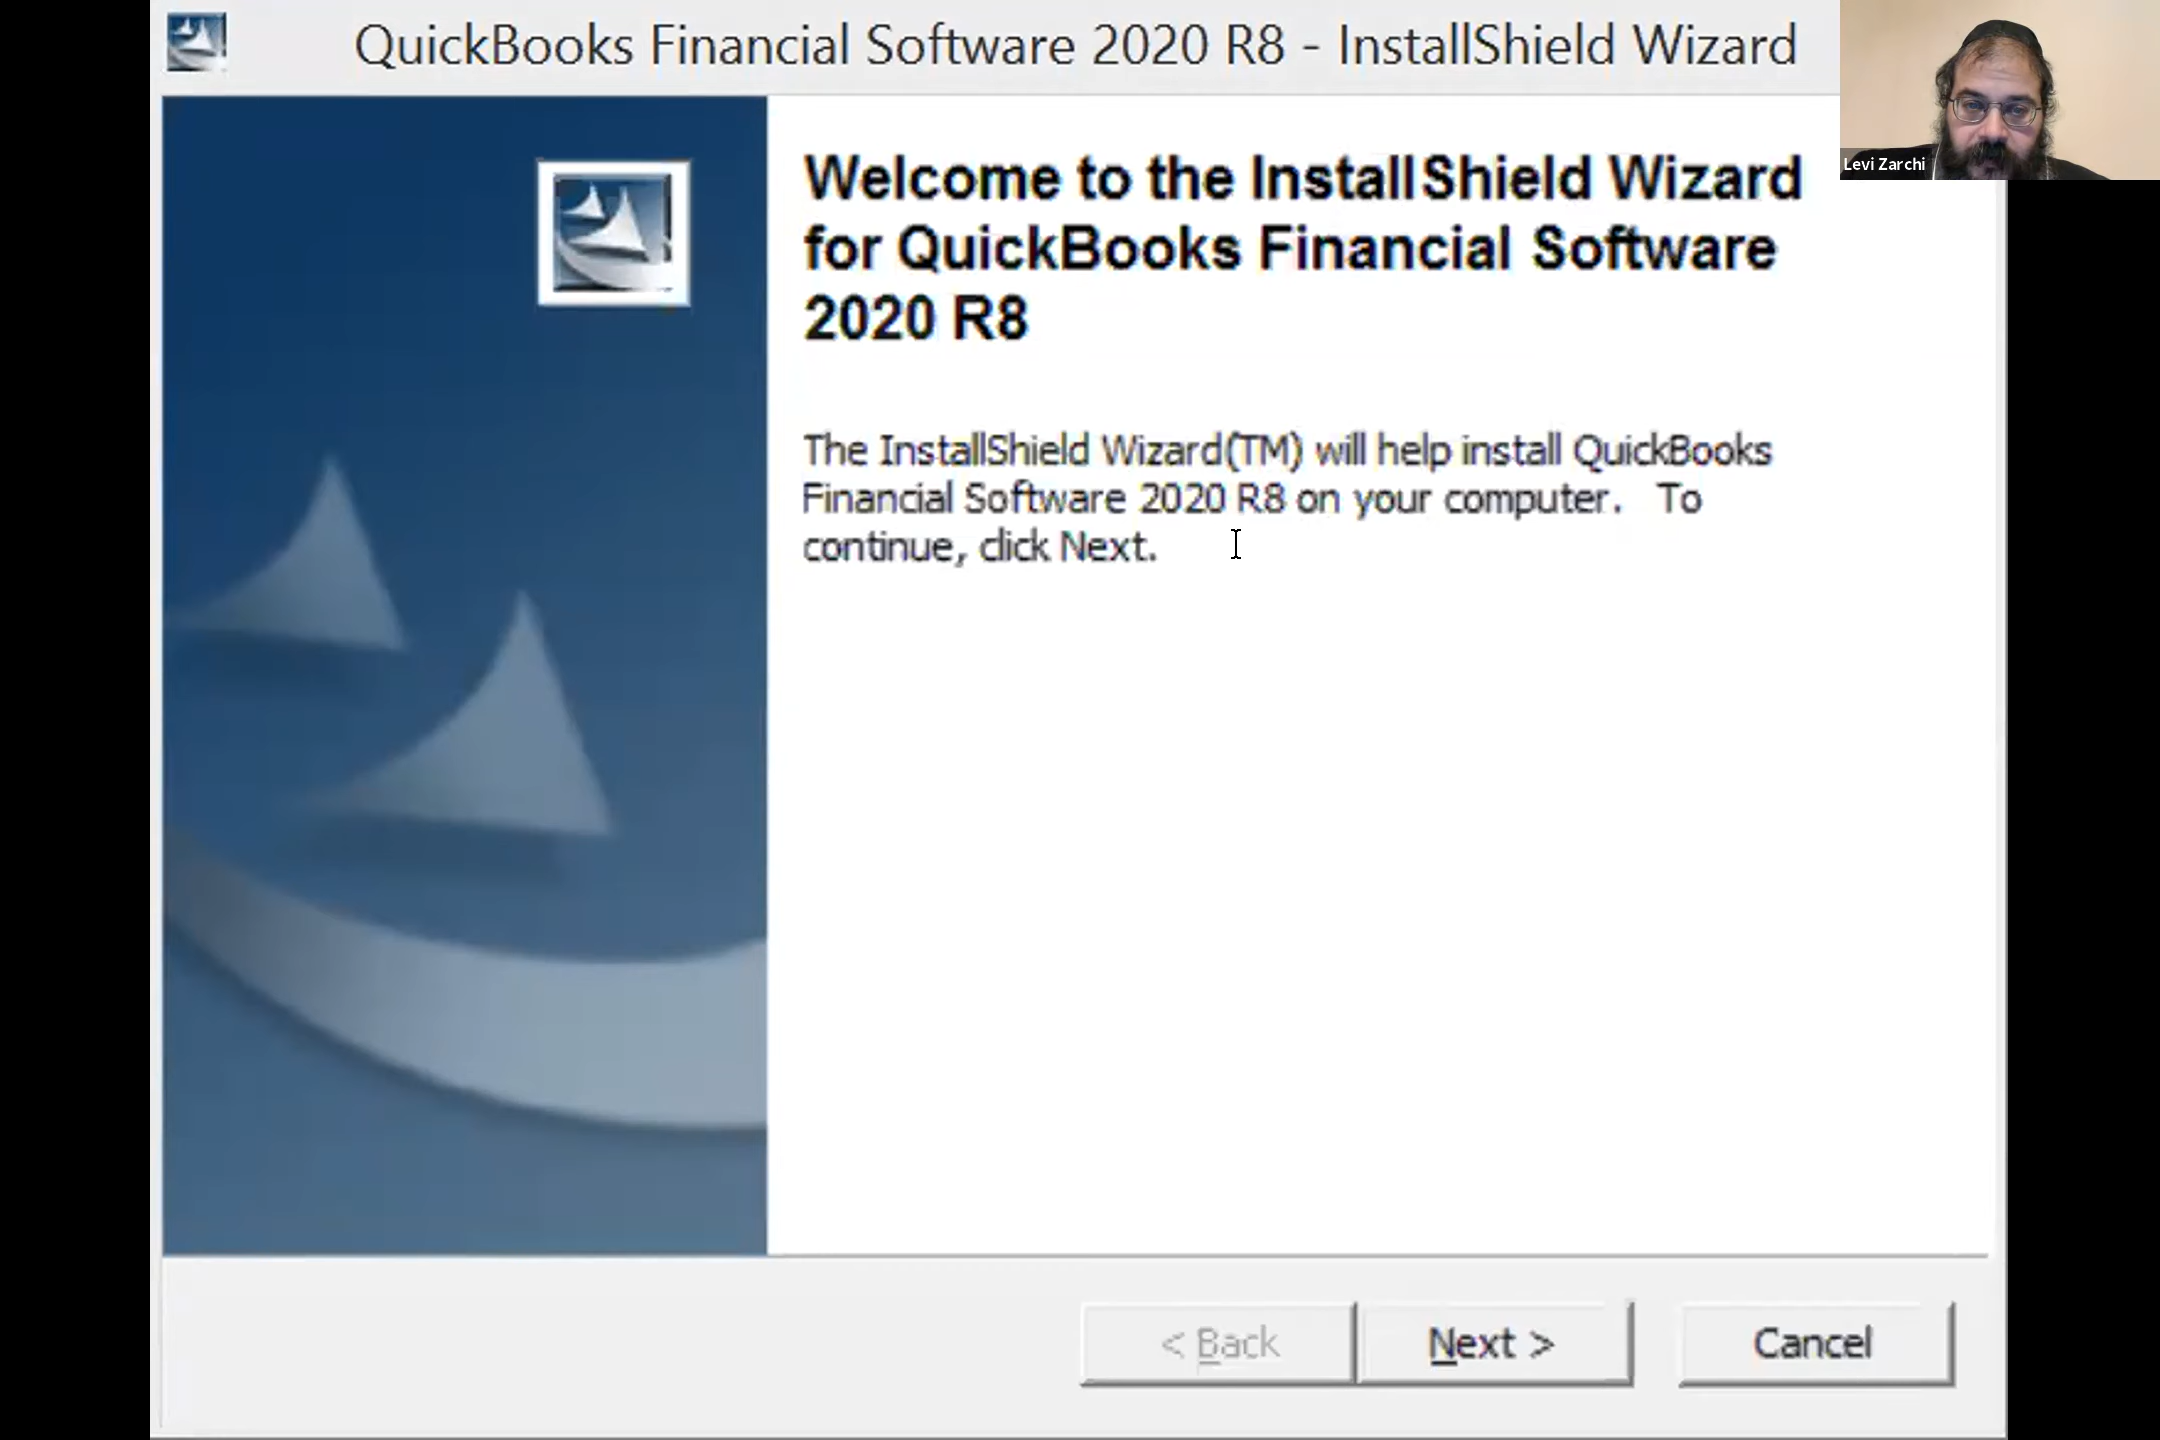 QuickBooks Financial Software 2020 R8 - InstallShield Wizard
Levi Zarchi
Welcome to the InstallShield Wizard
for QuickBooks Financial Software
2020 R8
The InstallShield Wizard(TM) will help install QuickBooks
Financial Software 2020 R8 on your computer. To
continue, click Next.
< Back
Next >
Cancel